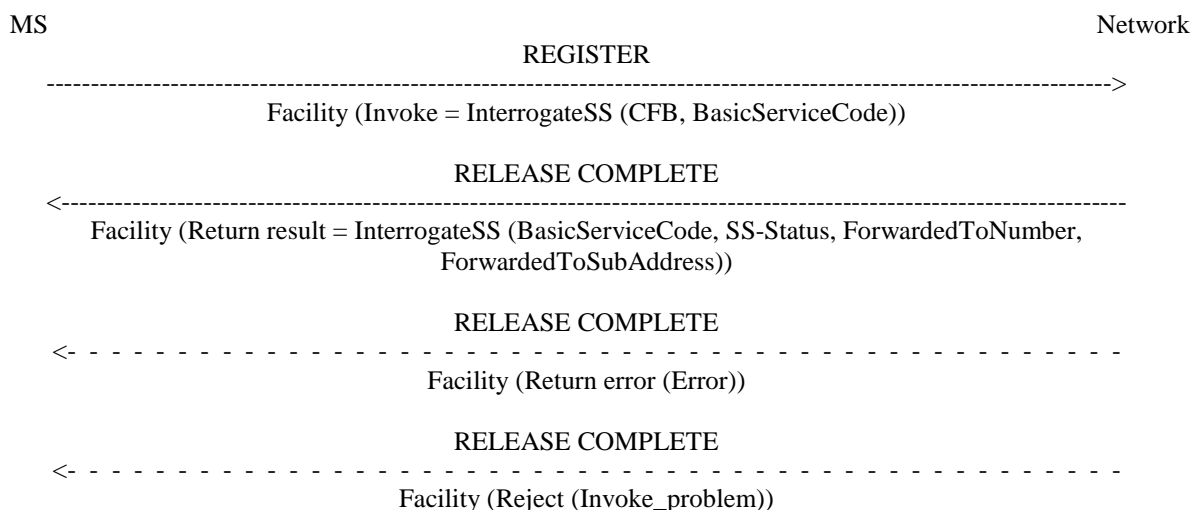 MS Network
REGISTER
Facility (Invoke = InterrogateSS (CFB, BasicServiceCode))
RELEASE COMPLETE
Facility (Return result = InterrogateSS (BasicServiceCode, SS-Status, ForwardedToNumber,
ForwardedToSubAddress))
RELEASE COMPLETE
Facility (Return error (Error))
RELEASE COMPLETE
Facility (Reject (Invoke_problem))